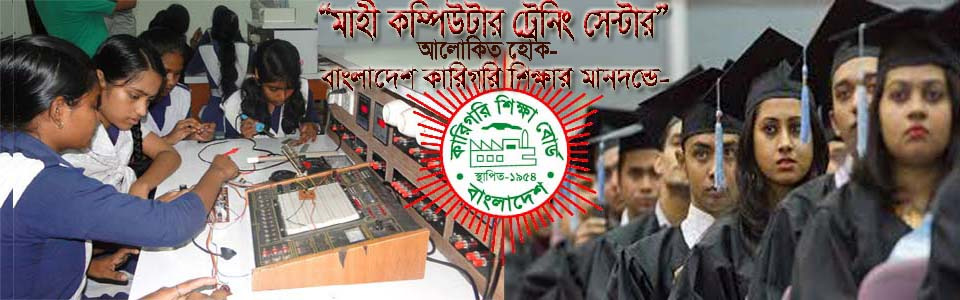 “মাহী কম্পিউটার ট্রেনিং সেন্টার”
আলোকিত হোক-
বাংলাদেশ কারিগরি শিক্ষার মানদন্ডে-
কারিগরি শিক্ষা বোর্ড
স্থাপিত-১৯৫৪
বাংলাদেশ